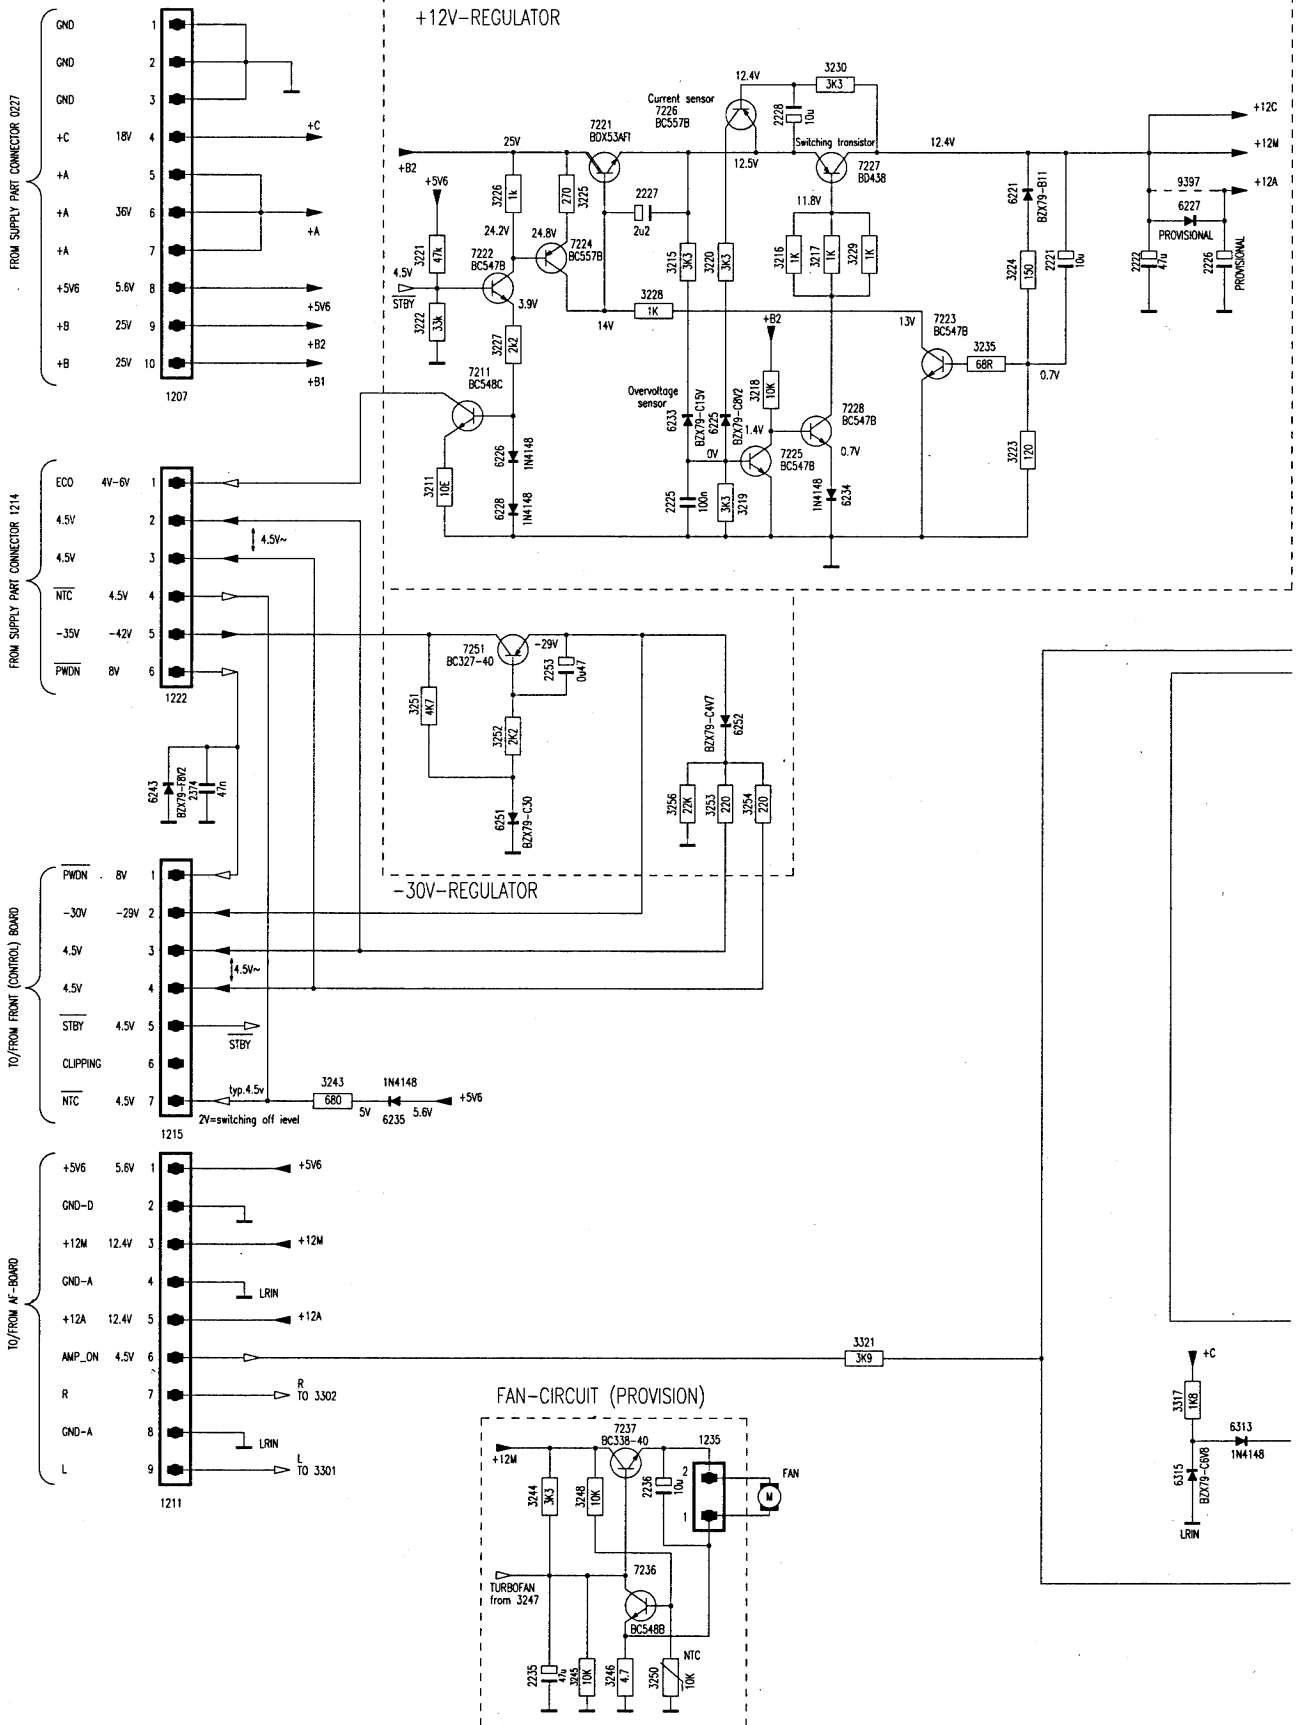 +12V-REGULATOR
FROM SUPPLY PART CONNECTOR 0227
GND 1
GND 2
GND 3
+C 18V 4 +C
+A 5
+A 36V 6 +A
+A 7
+5V6 5.6V 8 +5V6
+B 25V 9 +B2
+B 25V 10 +B1
1207
+B2
25V
7221
BDX53AFI
Current sensor
7226
BC557B
12.4V
2228
10u
3230
3K3
12.5V
Switching transistor
7227
BD438
12.4V
+12C
+12M
+12A
9397
6227
PROVISIONAL
2222
47u
2226
PROVISIONAL
6221
BZX79-B11
3224
150
2221
10u
+5V6
3221
47k
4.5V
STBY
3222
33k
3226
1k
24.2V
270
3225
24.8V
7222
BC547B
7224
BC557B
3.9V
3227
2k2
2227
2u2
14V
3228
1K
3215
3K3
3220
3K3
11.8V
3216
1K
3217
1K
3229
1K
13V
7223
BC547B
3235
68R
0.7V
3223
120
7211
BC548C
3211
10E
6226
1N4148
6228
1N4148
Overvoltage
sensor
6233
BZX79-C15V
6225
BZX79-C8V2
+B2
3218
10K
1.4V
0V
7225
BC547B
7228
BC547B
0.7V
1N4148
6234
2225
100n
3K3
3219
FROM SUPPLY PART CONNECTOR 1214
ECO 4V-6V 1
4.5V 2
4.5V~
4.5V 3
NTC 4.5V 4
-35V -42V 5
PWDN 8V 6
1222
6243
BZX79-F8V2
2374
47n
7251
BC327-40
-29V
2253
0u47
3251
4K7
3252
2K2
6251
BZX79-C30
BZX79-C4V7
6252
3256
22K
3253
220
3254
220
-30V-REGULATOR
TO/FROM FRONT (CONTROL) BOARD
PWDN . 8V 1
-30V -29V 2
4.5V 3
4.5V~
4.5V 4
STBY 4.5V 5
STBY
CLIPPING 6
NTC 4.5V 7
typ.4.5v
2V=switching off level
3243
680
5V
1N4148
6235
5.6V
+5V6
1215
TO/FROM AF-BOARD
+5V6 5.6V 1 +5V6
GND-D 2
+12M 12.4V 3 +12M
GND-A 4 LRIN
+12A 12.4V 5 +12A
AMP_ON 4.5V 6
R 7 R
TO 3302
GND-A 8 LRIN
L 9 L
TO 3301
1211
3321
3K9
+C
3317
1K8
6313
1N4148
6315
BZX79-C6V8
LRIN
FAN-CIRCUIT (PROVISION)
+12M
7237
BC338-40
1235
3244
3K3
3248
10K
2236
10u
2
1
FAN
M
TURBOFAN
from 3247
7236
BC548B
2235
47u
3245
10K
3246
4.7
3250
NTC
10K